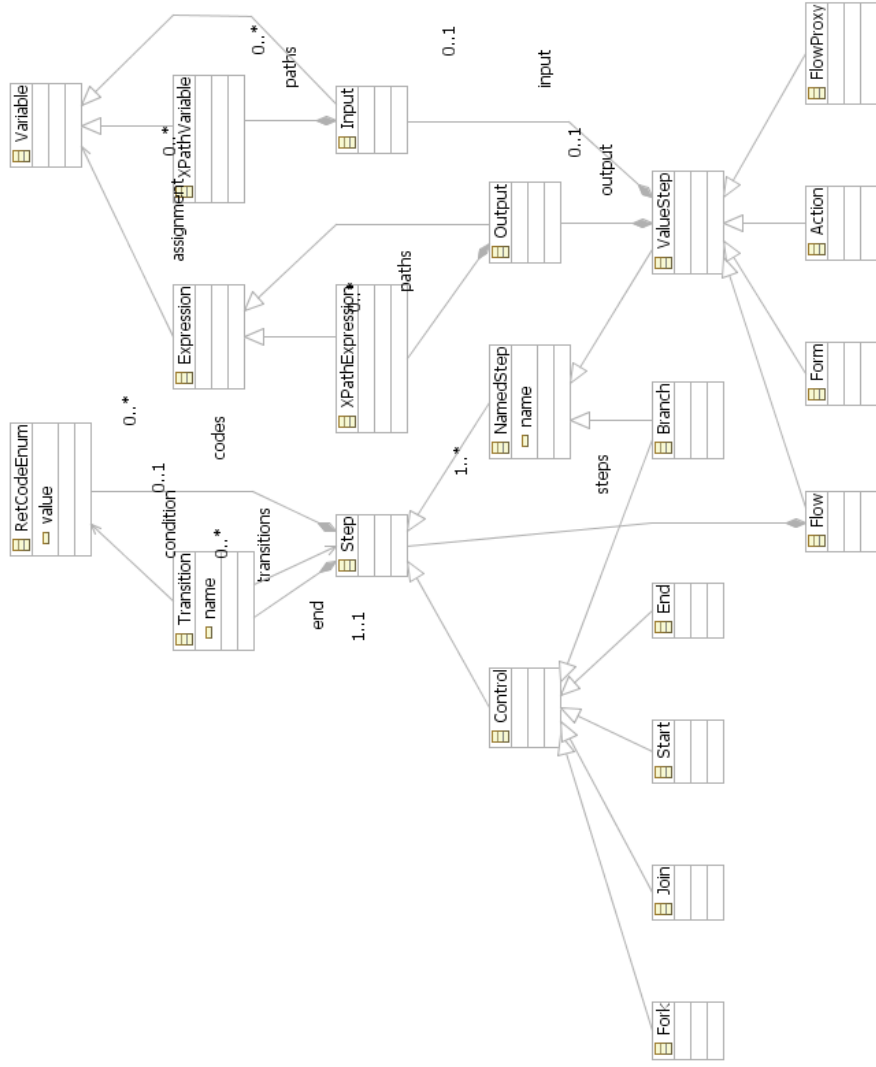 Variable
0..*
paths
0..1
input
FlowProxy
XPathVariable
0..*
assignment
Input
0..1
output
ValueStep
Action
Output
paths
0..*
Expression
XPathExpression
NamedStep
name
1..*
steps
Branch
Form
RetCodeEnum
value
0..*
codes
0..1
condition
0..*
transitions
Transition
name
Step
end
1..1
Flow
Control
End
Start
Join
Fork